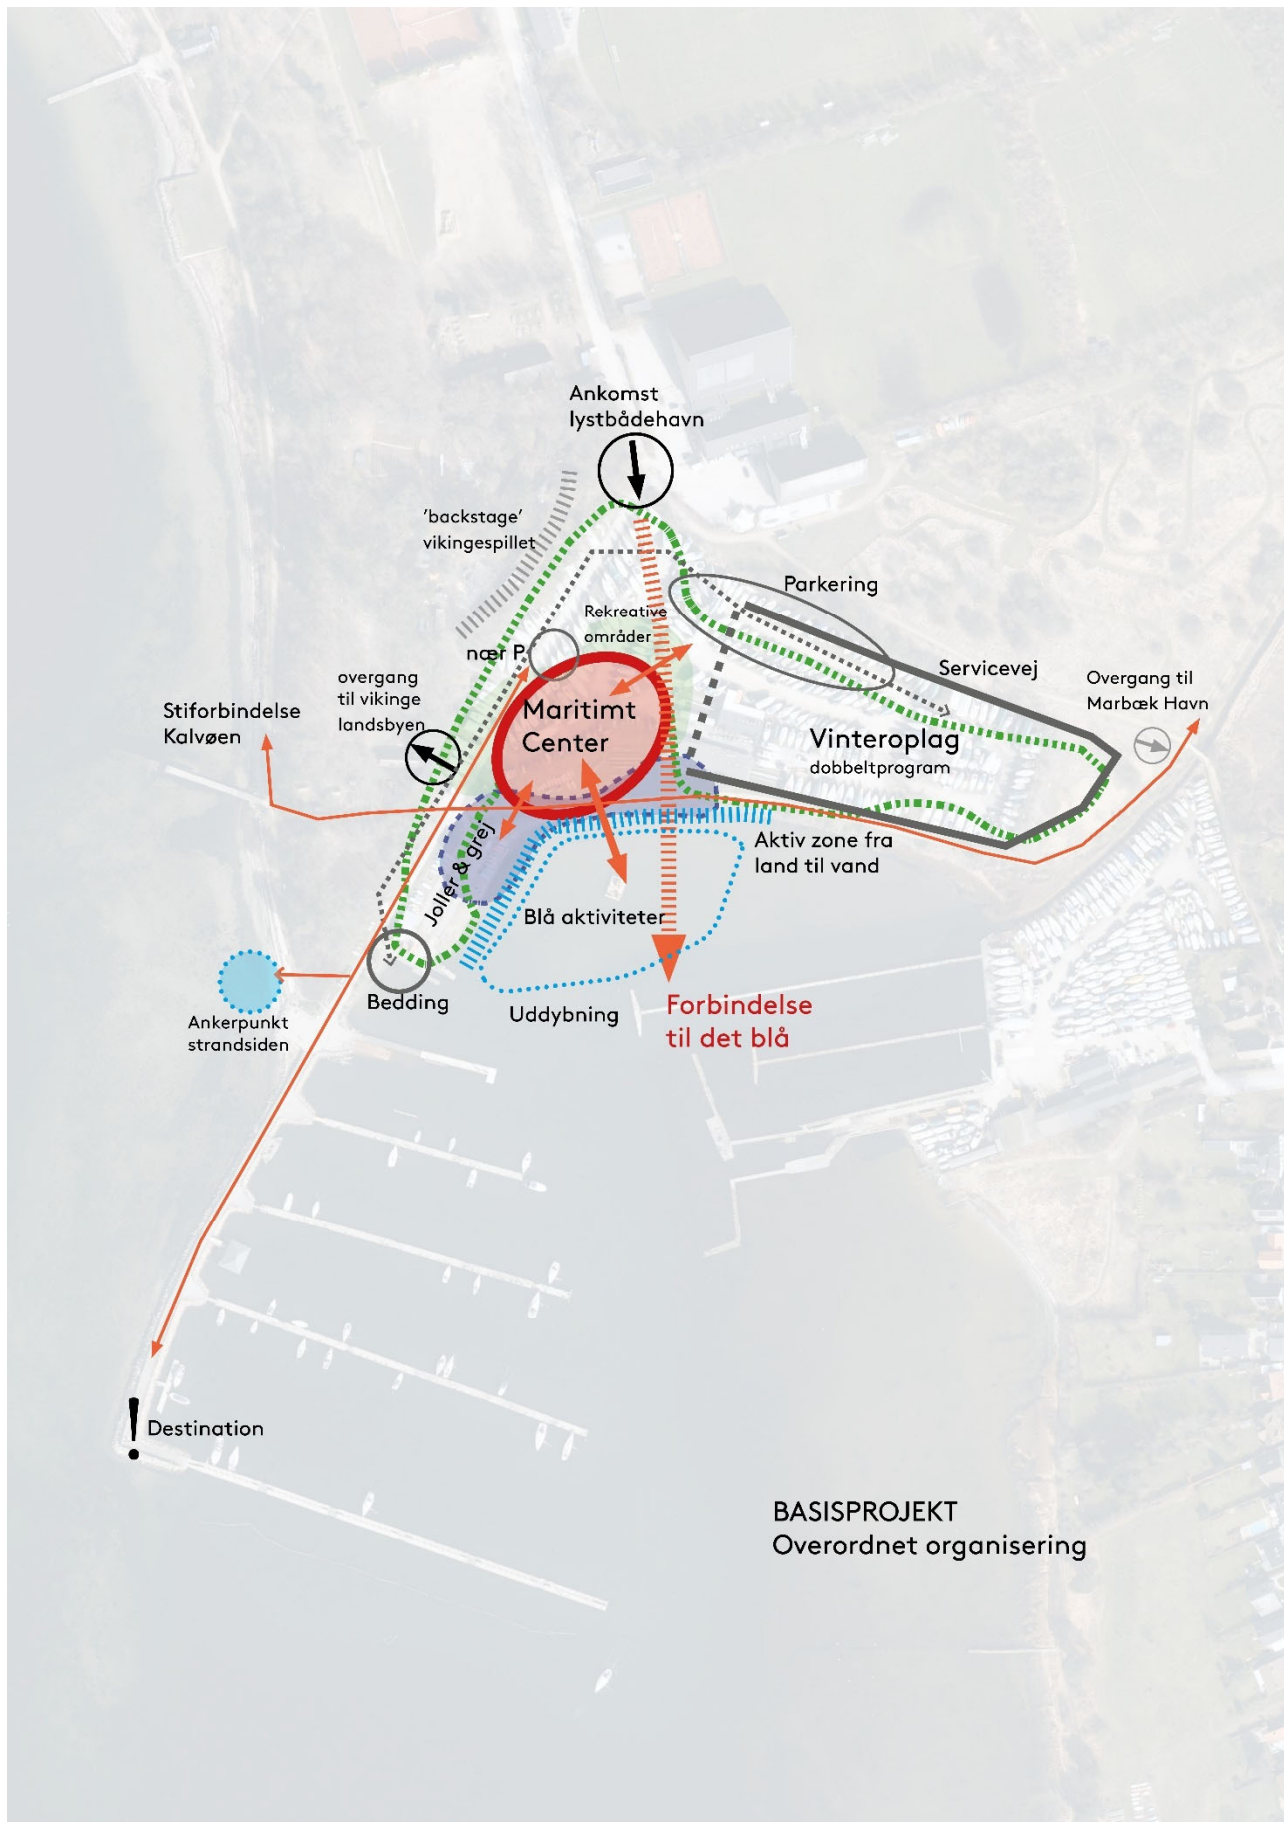 Ankomst
lystbådehavn
'backstage'
vikingespillet
Parkering
Rekreative
områder
nær P.
Servicevej
overgang
til vikinge
landsbyen
Overgang til
Marbæk Havn
Stiforbindelse
Kalvøen
Maritimt
Center
Vinteroplag
dobbeltprogram
Joller & grej
Aktiv zone fra
land til vand
Blå aktiviteter
Bedding
Uddybning
Forbindelse
til det blå
Ankerpunkt
strandsiden
! Destination
BASISPROJEKT
Overordnet organisering